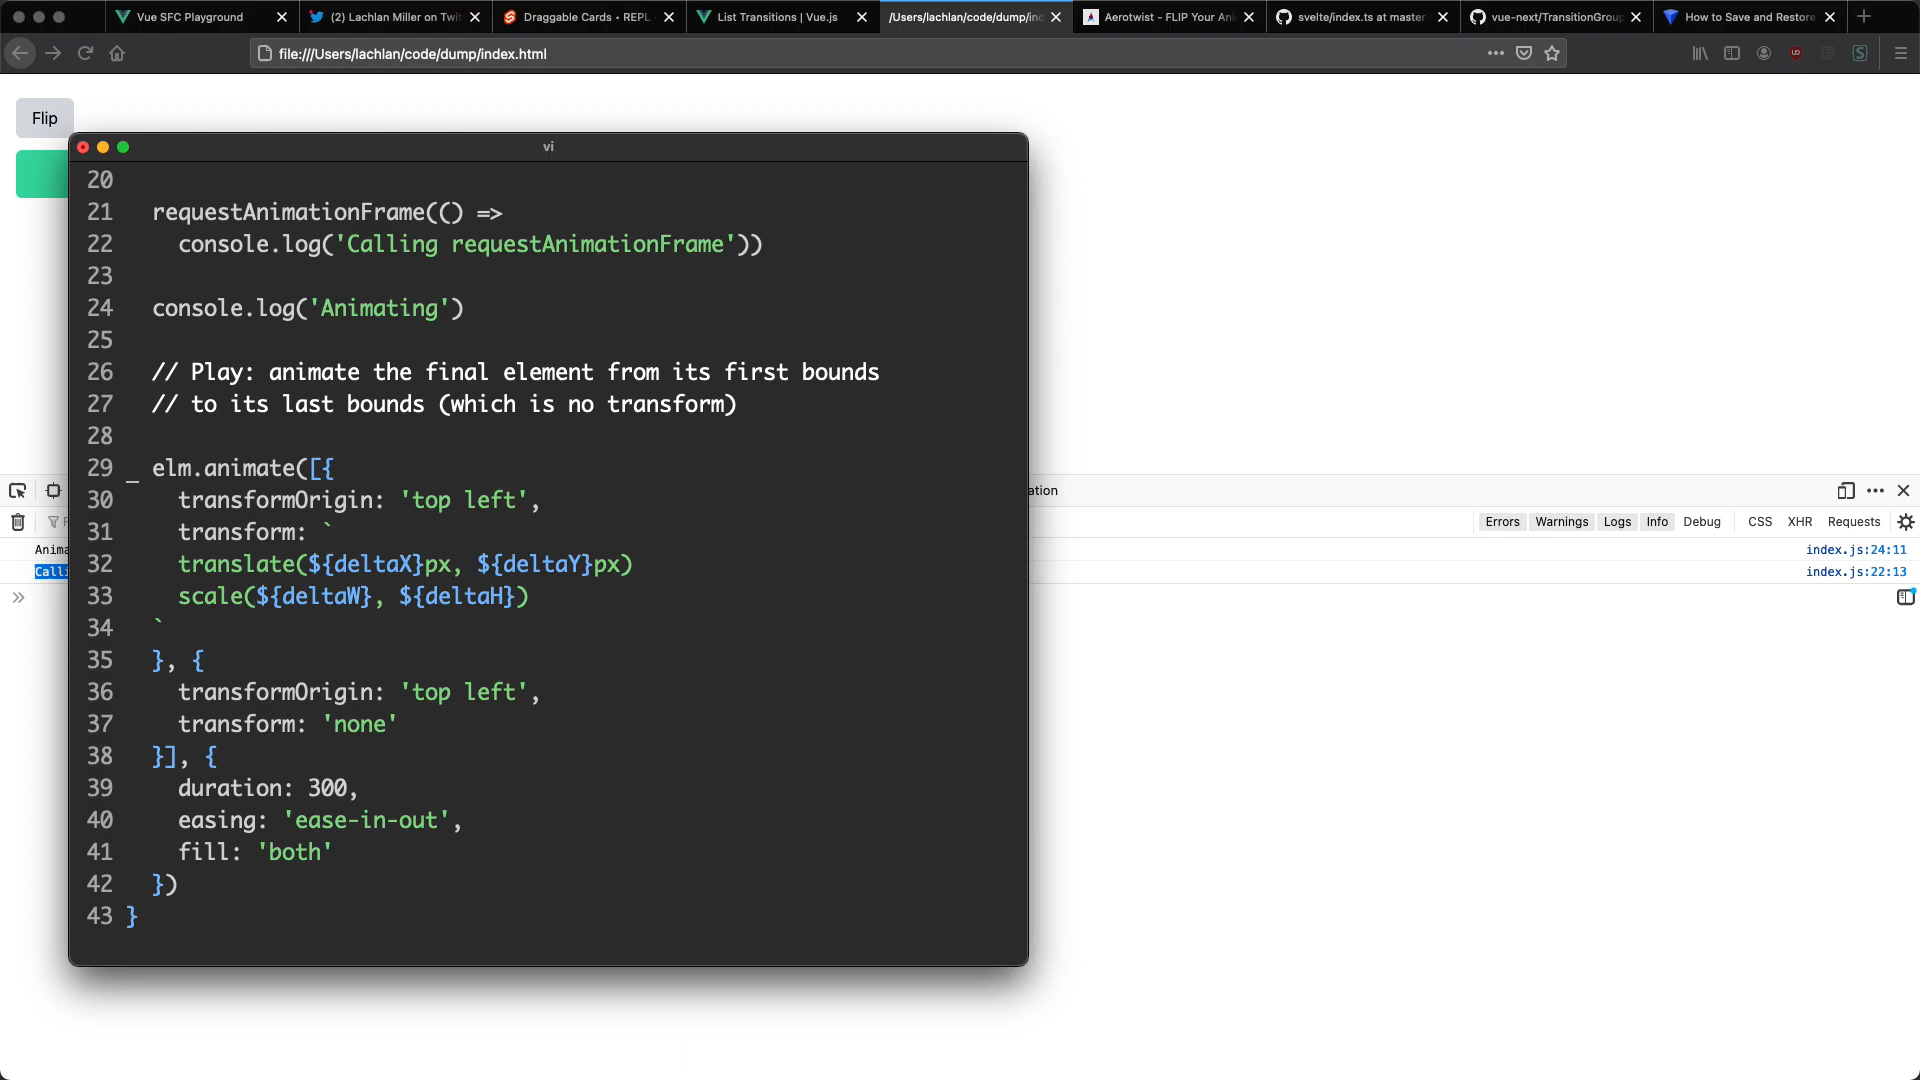 Vue SFC Playground
(2) Lachlan Miller on Twit
Draggable Cards • REPL
List Transitions | Vue.js
/Users/lachlan/code/dump/ind
Aerotwist - FLIP Your Ani
svelte/index.ts at master
vue-next/TransitionGroup
How to Save and Restore
file:///Users/lachlan/code/dump/index.html
Flip
vi
20
21 requestAnimationFrame(() =>
22 console.log('Calling requestAnimationFrame'))
23
24 console.log('Animating')
25
26 // Play: animate the final element from its first bounds
27 // to its last bounds (which is no transform)
28
29 elm.animate([{
30 transformOrigin: 'top left',
31 transform: `
32 translate(${deltaX}px, ${deltaY}px)
33 scale(${deltaW}, ${deltaH})
34 `
35 }, {
36 transformOrigin: 'top left',
37 transform: 'none'
38 }], {
39 duration: 300,
40 easing: 'ease-in-out',
41 fill: 'both'
42 })
43 }
ation
Errors Warnings Logs Info Debug CSS XHR Requests
Anima
index.js:24:11
Calli
index.js:22:13